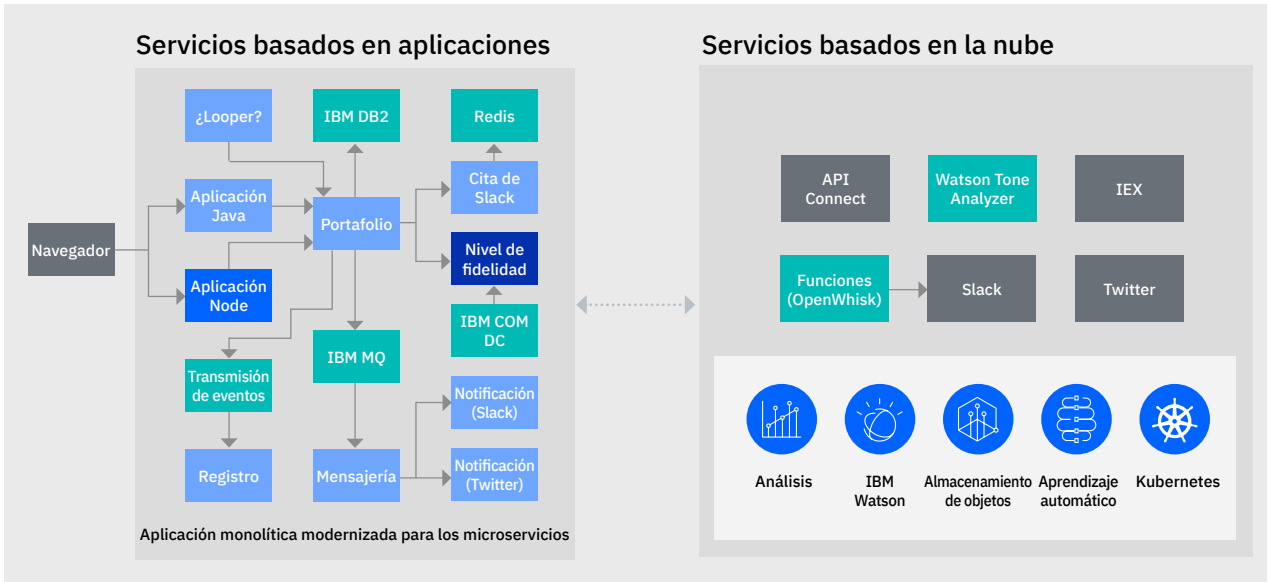 Servicios basados en aplicaciones
¿Looper?
IBM DB2
Redis
Aplicación
Java
Portafolio
Cita de
Slack
Navegador
Aplicación
Node
Nivel de
fidelidad
IBM COM
DC
IBM MQ
Transmisión
de eventos
Notificación
(Slack)
Registro
Mensajería
Notificación
(Twitter)
Aplicación monolítica modernizada para los microservicios
Servicios basados en la nube
API
Connect
Watson Tone
Analyzer
IEX
Funciones
(OpenWhisk)
Slack
Twitter
Análisis
IBM
Watson
Almacenamiento
de objetos
Aprendizaje
automático
Kubernetes